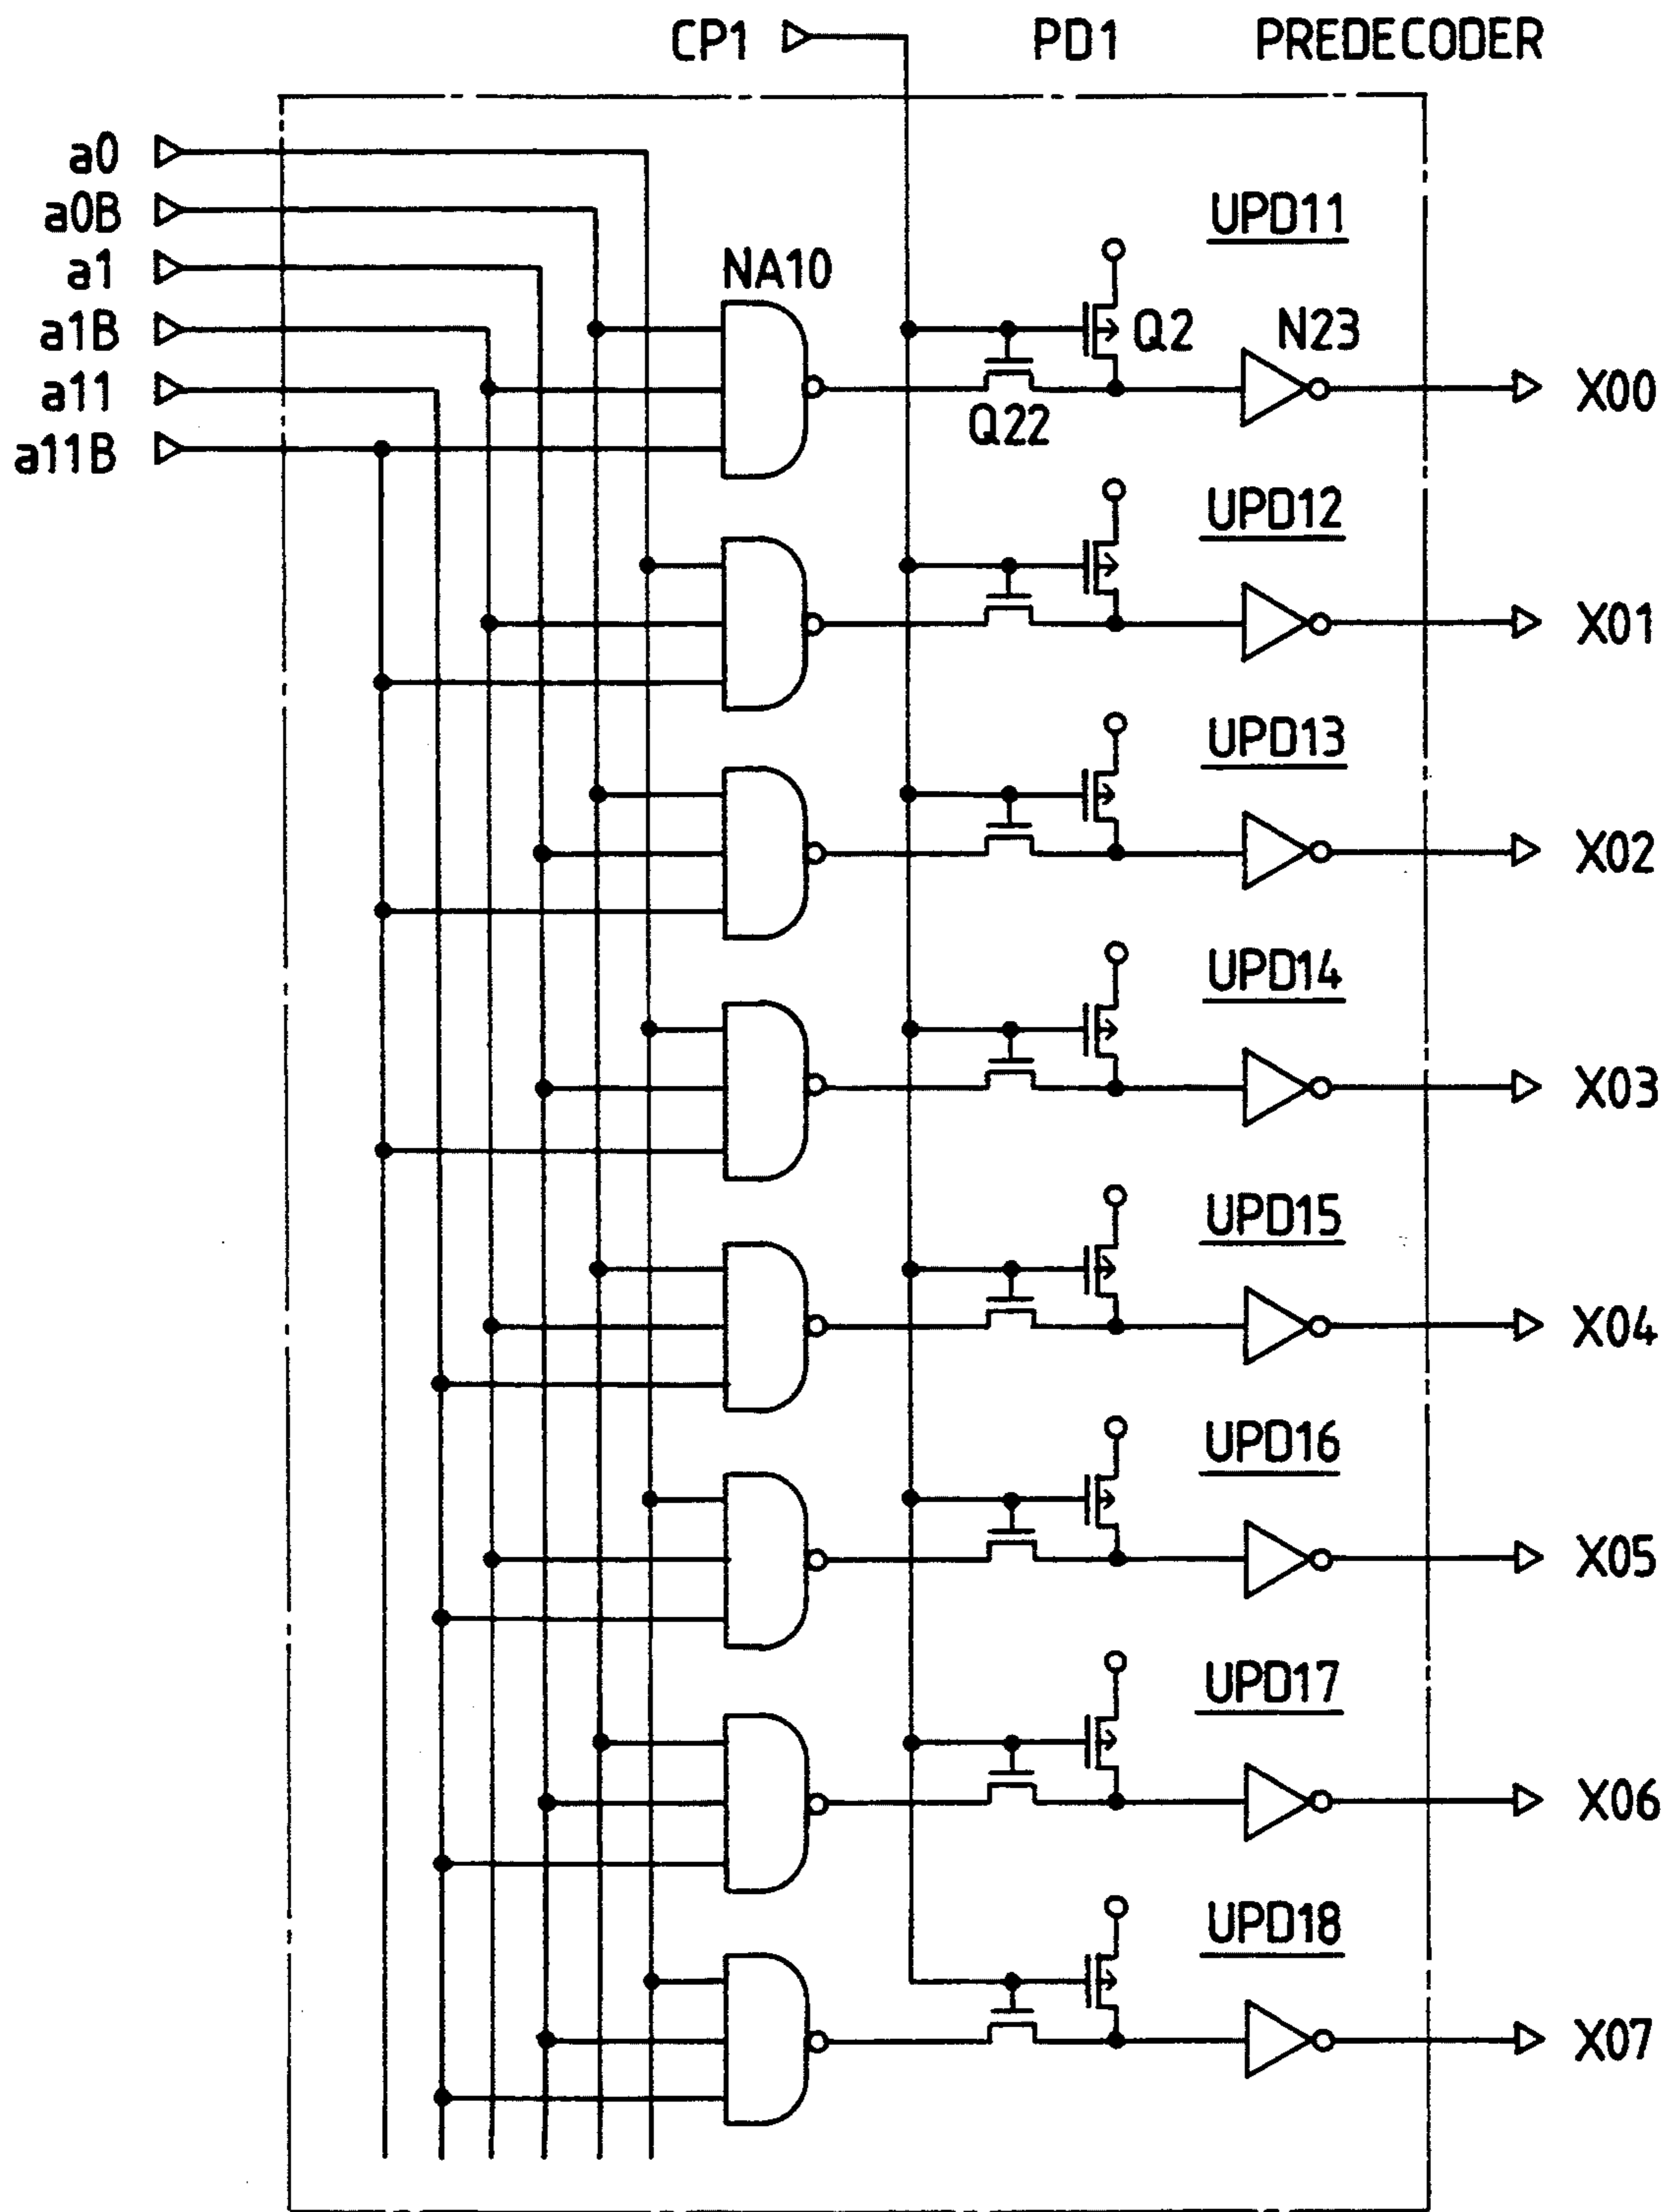 CP1 PD1 PREDECODER
a0
a0B
UPD11
a1
NA10
a1B
Q2 N23
a11
X00
Q22
a11B
UPD12
X01
UPD13
X02
UPD14
X03
UPD15
X04
UPD16
X05
UPD17
X06
UPD18
X07